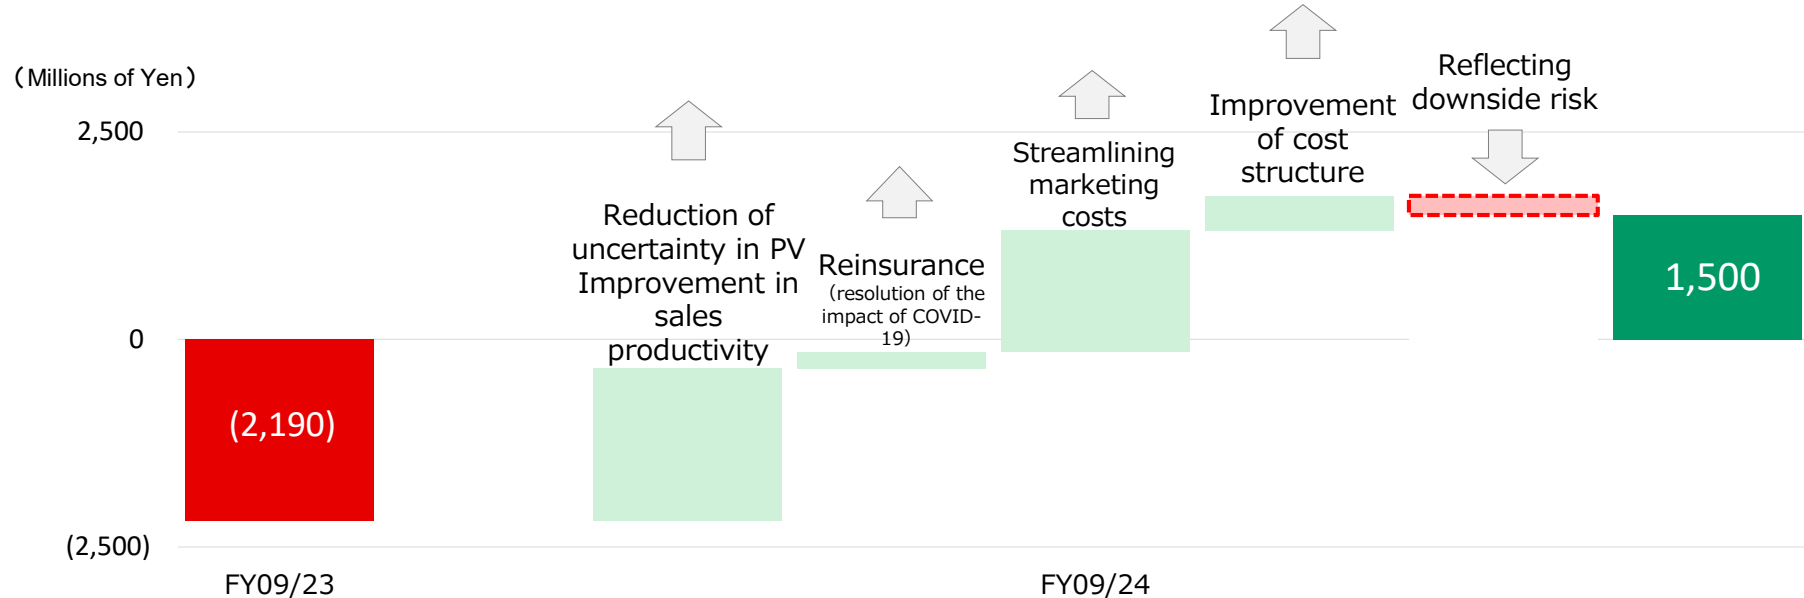 （Millions of Yen）
2,500
0
(2,500)
(2,190)
Reduction of
uncertainty in PV
Improvement in
sales
productivity
Reinsurance
（resolution of the
impact of COVID-
19）
Streamlining
marketing
costs
Improvement
of cost
structure
Reflecting
downside risk
1,500
FY09/23
FY09/24